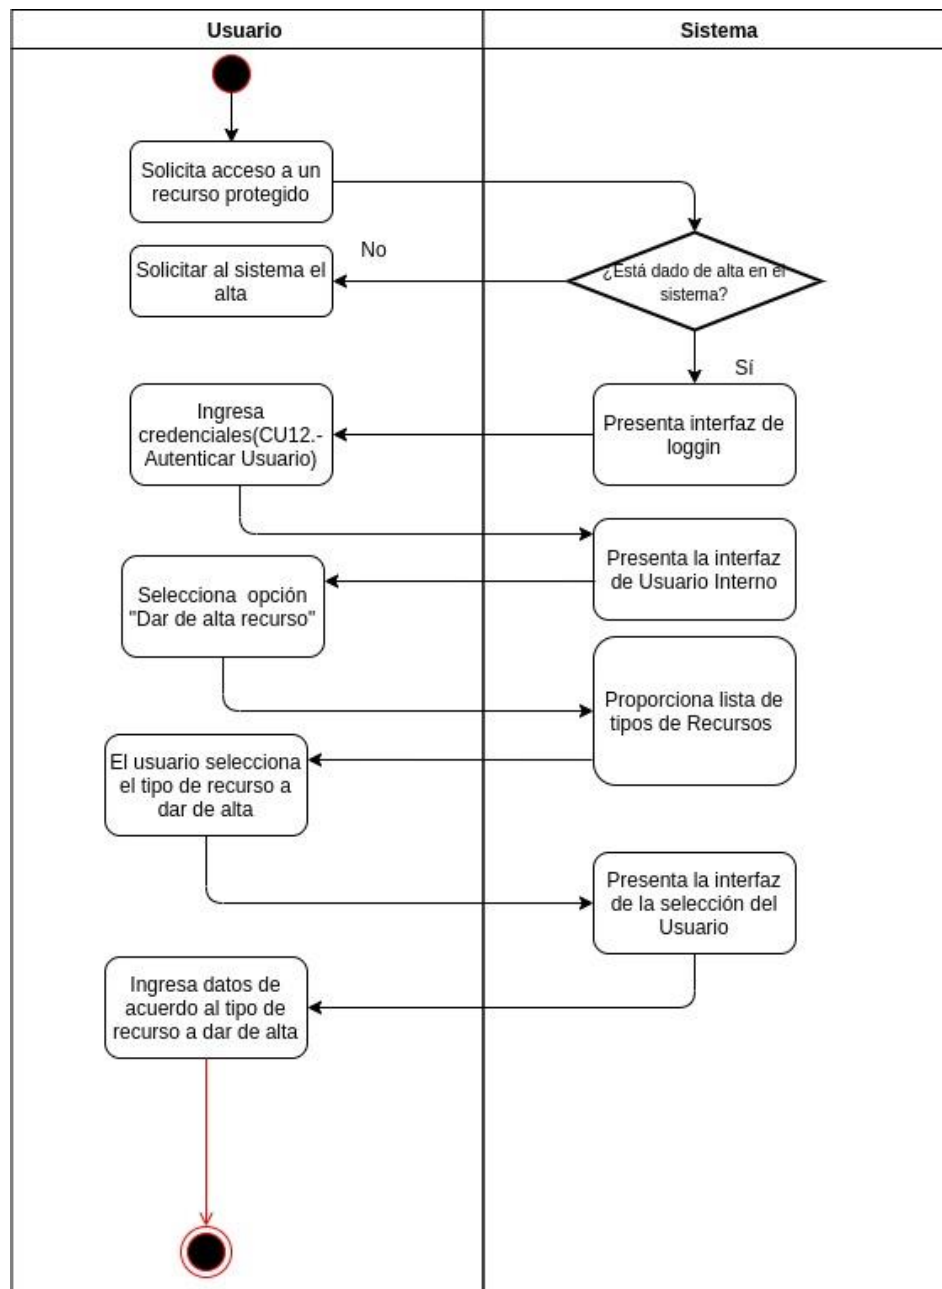 Usuario
Sistema
Solicita acceso a un
recurso protegido
No
Solicitar al sistema el
alta
¿Está dado de alta en el
sistema?
Sí
Ingresa
credenciales(CU12.-
Autenticar Usuario)
Presenta interfaz de
loggin
Presenta la interfaz
de Usuario Interno
Selecciona opción
"Dar de alta recurso"
Proporciona lista de
tipos de Recursos
El usuario selecciona
el tipo de recurso a
dar de alta
Presenta la interfaz
de la selección del
Usuario
Ingresa datos de
acuerdo al tipo de
recurso a dar de alta